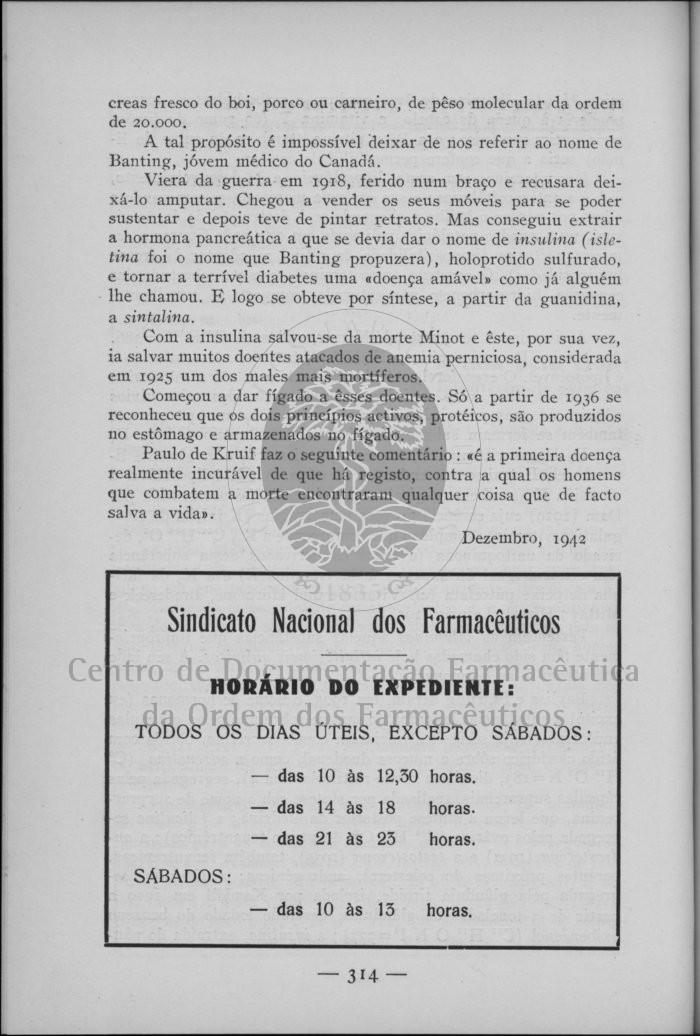 creas fresco do boi, porco ou carneiro, de pêso molecular da ordem
de 20.000.
A tal propósito é impossível deixar de nos referir ao nome de
Banting, jóvem médico do Canadá.
Viera da guerra em 1918, ferido num braço e recusara dei-
xá-lo amputar. Chegou a vender os seus móveis para se poder
sustentar e depois teve de pintar retratos. Mas conseguiu extrair
a hormona pancreática a que se devia dar o nome de insulina (isle-
tina foi o nome que Banting propuzera), holoprotido sulfurado,
e tornar a terrível diabetes uma «doença amável» como já alguém
lhe chamou. E logo se obteve por síntese, a partir da guanidina,
a sintalina.
Com a insulina salvou-se da morte Minot e êste, por sua vez,
ia salvar muitos doentes atacados de anemia perniciosa, considerada
em 1925 um dos males mais mortíferos.
Começou a dar fígado a êsses doentes. Só a partir de 1936 se
reconheceu que os dois princípios activos, protéicos, são produzidos
no estômago e armazenados no fígado.
Paulo de Kruif faz o seguinte comentário : «é a primeira doença
realmente incurável de que há registo, contra a qual os homens
que combatem a morte encontraram qualquer coisa que de facto
salva a vida».
Dezembro, 1942
1835
Sindicato Nacional dos Farmacêuticos
Centro de Documentação Farmacêutica
HORÁRIO DO EXPEDIENTE:
da Ordem dos Farmacêuticos
TODOS OS DIAS ÚTEIS, EXCEPTO SÁBADOS:
— das 10 às 12,30 horas.
— das 14 às 18 horas.
— das 21 às 23 horas.
SÁBADOS:
— das 10 às 13 horas.
— 314 —